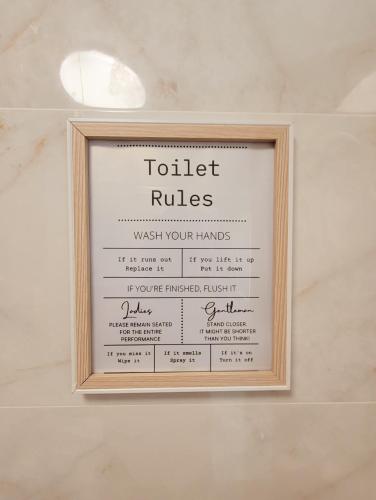 Toilet
Rules
WASH YOUR HANDS
If it runs out
Replace it
If you lift it up
Put it down
IF YOU'RE FINISHED, FLUSH IT
Ladies
PLEASE REMAIN SEATED
FOR THE ENTIRE
PERFORMANCE
Gentlemen
STAND CLOSER.
IT MIGHT BE SHORTER
THAN YOU THINK!
If you miss it
Wipe it
If it smells
Spray it
If it's on
Turn it off